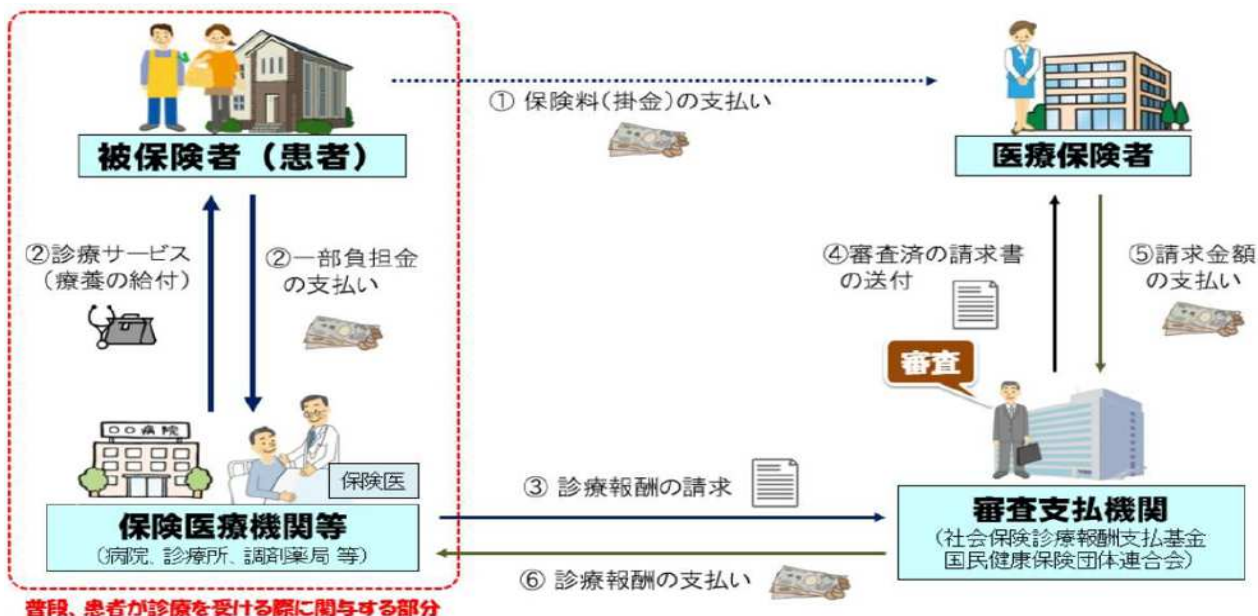 ① 保険料(掛金)の支払い
被保険者（患者）
医療保険者
②診療サービス
（療養の給付）
②一部負担金
の支払い
④審査済の請求書
の送付
⑤請求金額
の支払い
審査
〇〇病院
保険医
③ 診療報酬の請求
保険医療機関等
(病院、診療所、調剤薬局 等)
審査支払機関
(社会保険診療報酬支払基金
国民健康保険団体連合会)
⑥ 診療報酬の支払い
普段、患者が診療を受ける際に関与する部分